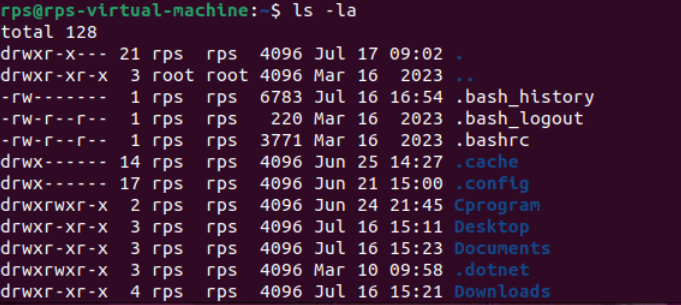 rps@rps-virtual-machine:~$ ls -la
total 128
drwxr-x--- 21 rps  rps  4096 Jul 17 09:02 .
drwxr-xr-x  3 root root 4096 Mar 16  2023 ..
-rw-------  1 rps  rps  6783 Jul 16 16:54 .bash_history
-rw-r--r--  1 rps  rps   220 Mar 16  2023 .bash_logout
-rw-r--r--  1 rps  rps  3771 Mar 16  2023 .bashrc
drwx------ 14 rps  rps  4096 Jun 25 14:27 .cache
drwx------ 17 rps  rps  4096 Jun 21 15:00 .config
drwxrwxr-x  2 rps  rps  4096 Jun 24 21:45 Cprogram
drwxr-xr-x  3 rps  rps  4096 Jul 16 15:11 Desktop
drwxr-xr-x  3 rps  rps  4096 Jul 16 15:23 Documents
drwxrwxr-x  3 rps  rps  4096 Mar 10 09:58 .dotnet
drwxr-xr-x  4 rps  rps  4096 Jul 16 15:21 Downloads